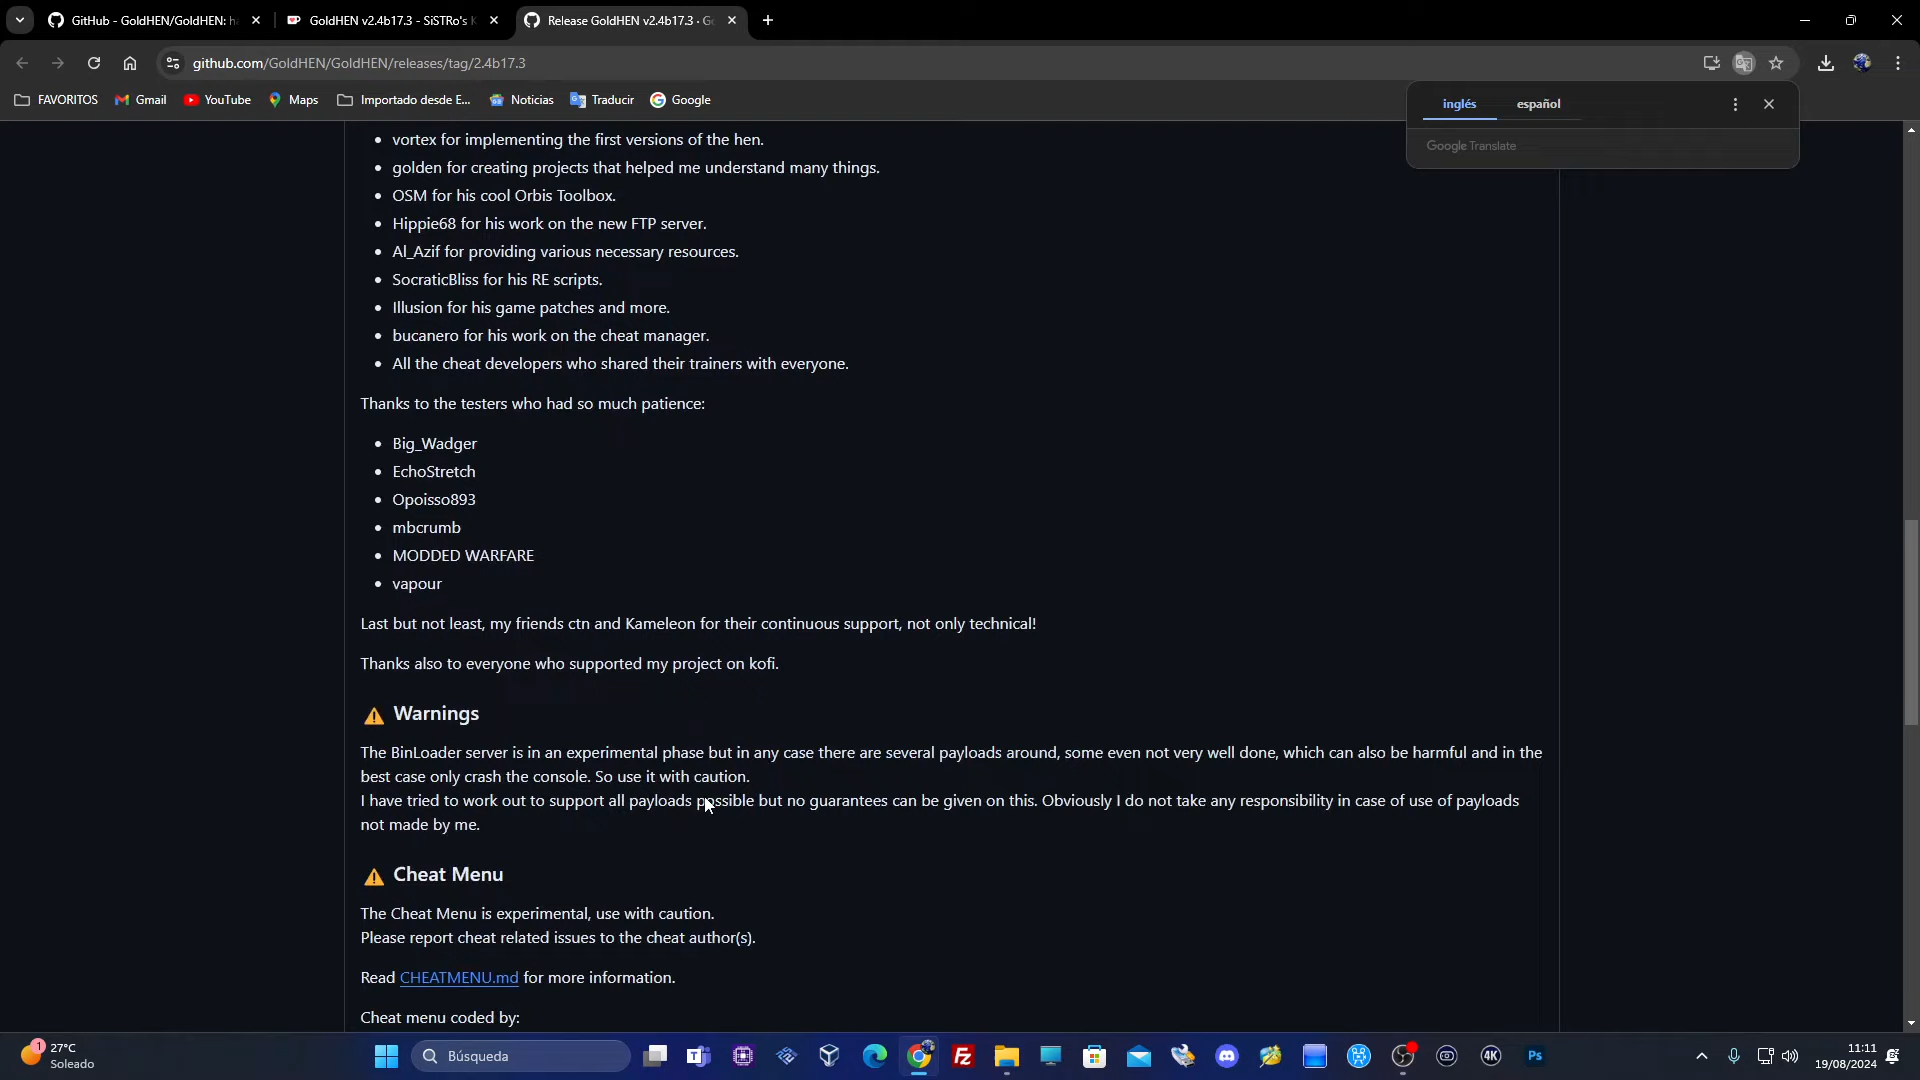 GitHub - GoldHEN/GoldHEN: h
GoldHEN v2.4b17.3 - SiSTRo's K
Release GoldHEN v2.4b17.3 · G
github.com/GoldHEN/GoldHEN/releases/tag/2.4b17.3
FAVORITOS
Gmail
YouTube
Maps
Importado desde E...
Noticias
Traducir
Google
inglés
español
Google Translate
vortex for implementing the first versions of the hen.
golden for creating projects that helped me understand many things.
OSM for his cool Orbis Toolbox.
Hippie68 for his work on the new FTP server.
Al_Azif for providing various necessary resources.
SocraticBliss for his RE scripts.
Illusion for his game patches and more.
bucanero for his work on the cheat manager.
All the cheat developers who shared their trainers with everyone.
Thanks to the testers who had so much patience:
Big_Wadger
EchoStretch
Opoisso893
mbcrumb
MODDED WARFARE
vapour
Last but not least, my friends ctn and Kameleon for their continuous support, not only technical!
Thanks also to everyone who supported my project on kofi.
Warnings
The BinLoader server is in an experimental phase but in any case there are several payloads around, some even not very well done, which can also be harmful and in the
best case only crash the console. So use it with caution.
I have tried to work out to support all payloads possible but no guarantees can be given on this. Obviously I do not take any responsibility in case of use of payloads
not made by me.
Cheat Menu
The Cheat Menu is experimental, use with caution.
Please report cheat related issues to the cheat author(s).
Read CHEATMENU.md for more information.
Cheat menu coded by:
1
27°C
Soleado
Búsqueda
4K
Ps
11:11
19/08/2024